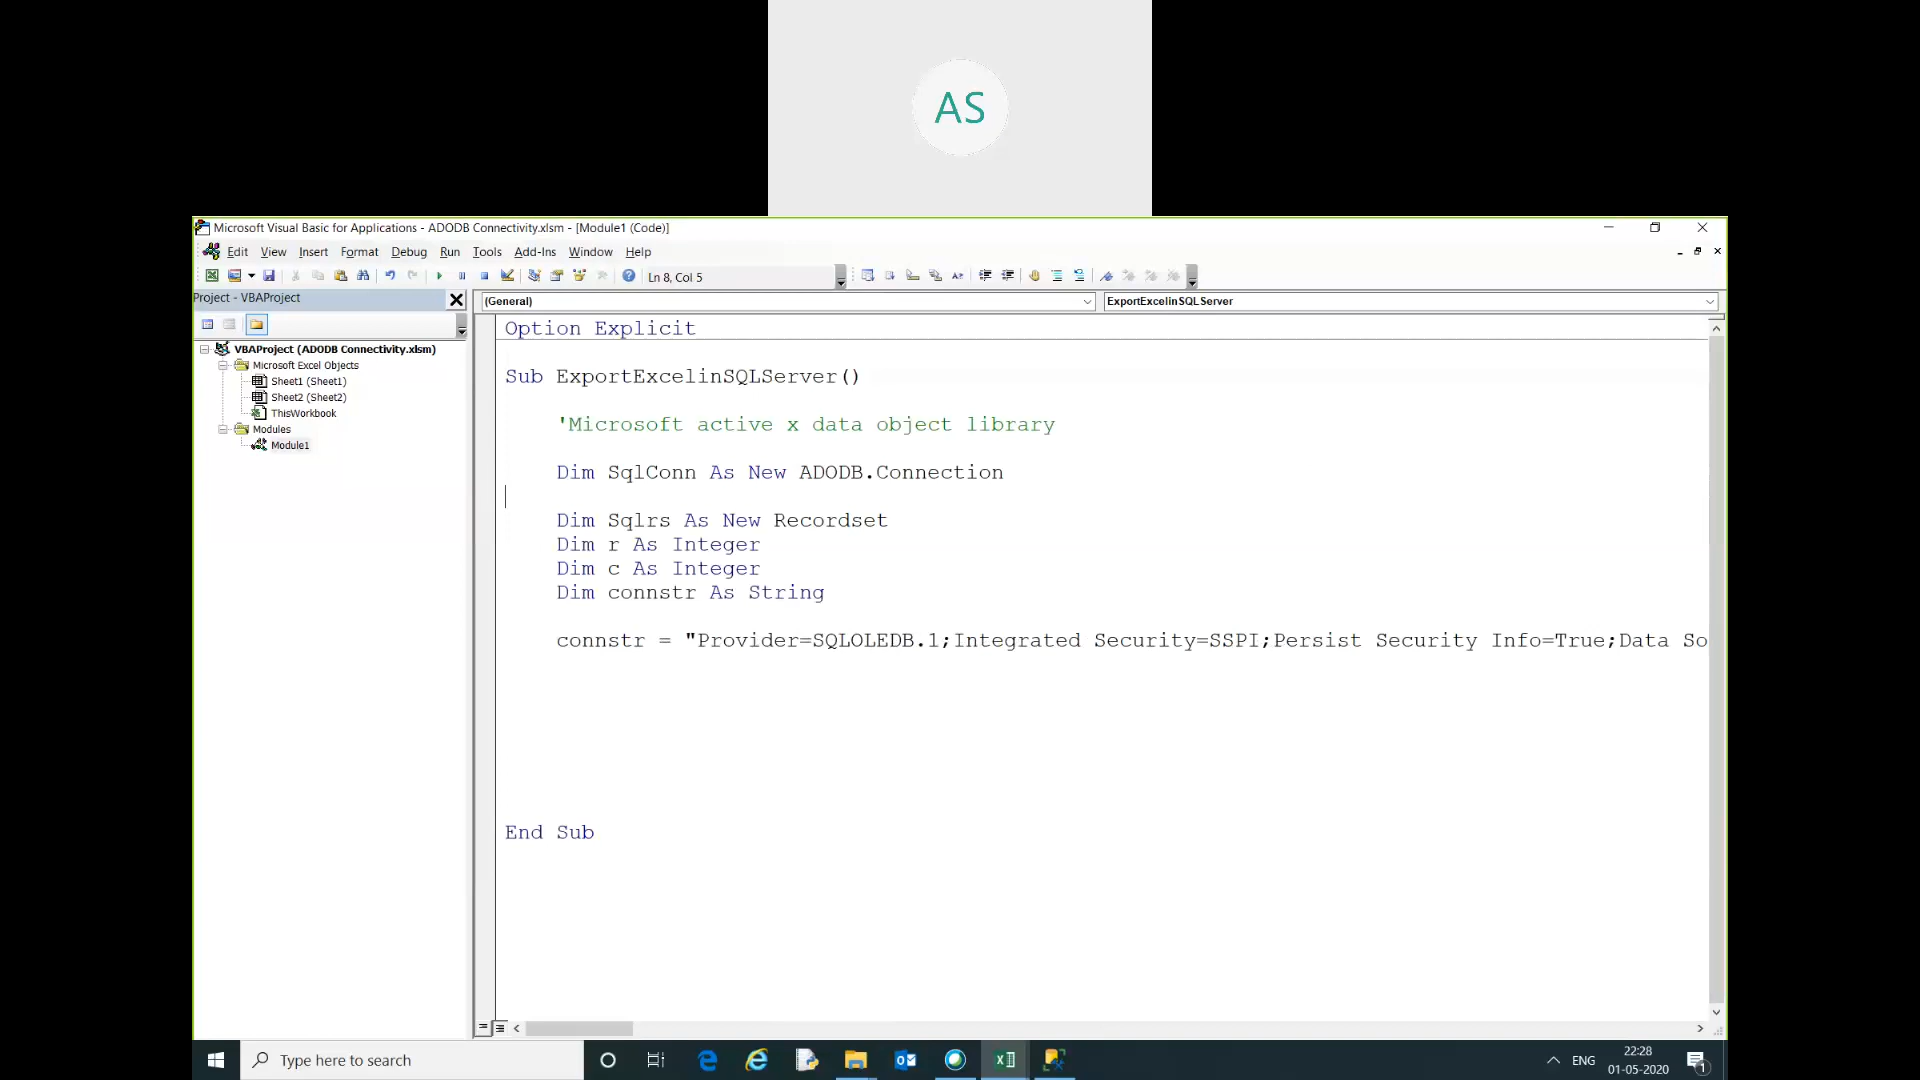 AS
Microsoft Visual Basic for Applications - ADODB Connectivity.xlsm - [Module1 (Code)]
Edit View Insert Format Debug Run Tools Add-Ins Window Help
Ln 8, Col 5
Project - VBAProject
(General)
ExportExcelinSQLServer
VBAProject (ADODB Connectivity.xlsm)
Microsoft Excel Objects
Sheet1 (Sheet1)
Sheet2 (Sheet2)
ThisWorkbook
Modules
Module1
Option Explicit
Sub ExportExcelinSQLServer()
'Microsoft active x data object library
Dim SqlConn As New ADODB.Connection
Dim Sqlrs As New Recordset
Dim r As Integer
Dim c As Integer
Dim connstr As String
connstr = "Provider=SQLOLEDB.1;Integrated Security=SSPI;Persist Security Info=True;Data So
End Sub
Type here to search
ENG
22:28
01-05-2020
1